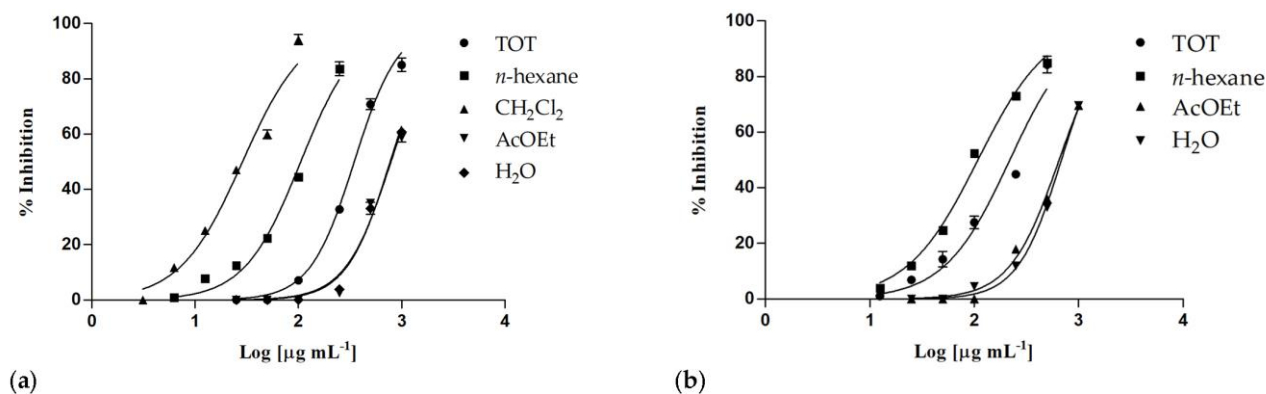 100
80
60
40
20
0
% Inhibition
0 1 2 3 4
Log [µg mL⁻¹]
TOT
n-hexane
CH₂Cl₂
AcOEt
H₂O
(a)
100
80
60
40
20
0
% Inhibition
0 1 2 3 4
Log [µg mL⁻¹]
TOT
n-hexane
AcOEt
H₂O
(b)